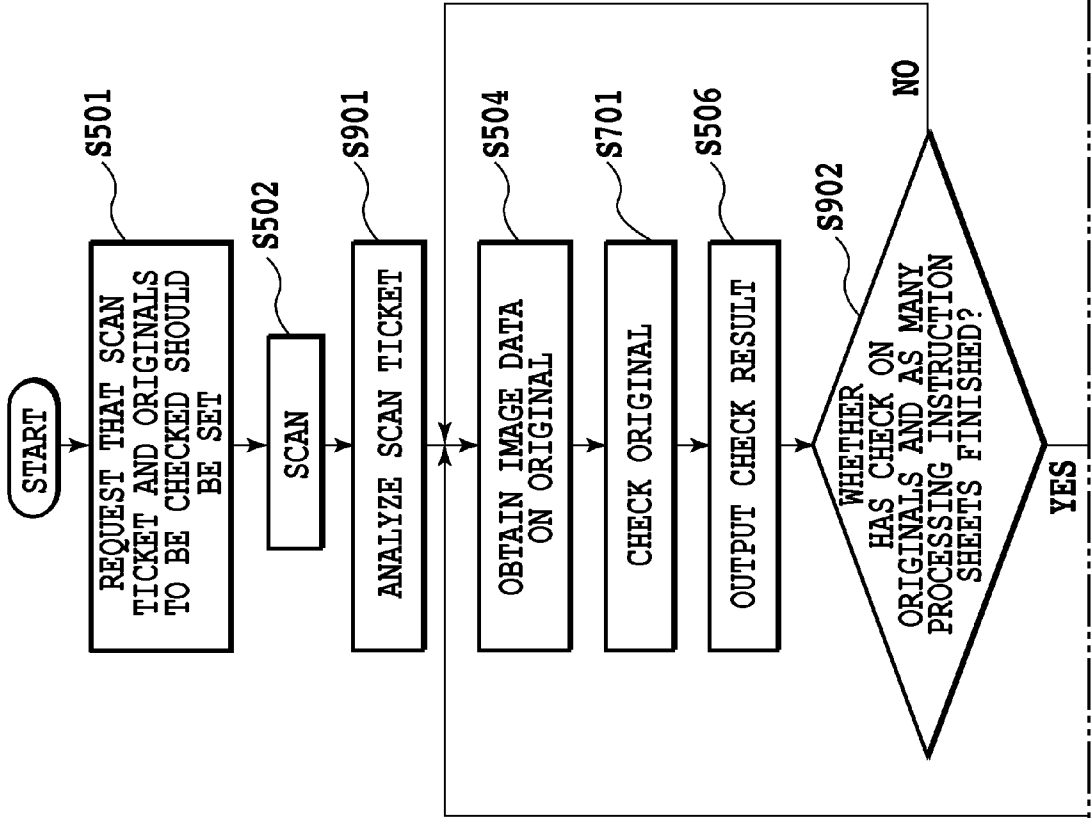 START
REQUEST THAT SCAN
TICKET AND ORIGINALS
TO BE CHECKED SHOULD
BE SET
S501
SCAN
S502
ANALYZE SCAN TICKET
S901
OBTAIN IMAGE DATA
ON ORIGINAL
S504
CHECK ORIGINAL
S701
OUTPUT CHECK RESULT
S506
WHETHER
HAS CHECK ON
ORIGINALS AND AS MANY
PROCESSING INSTRUCTION
SHEETS FINISHED?
S902
NO
YES